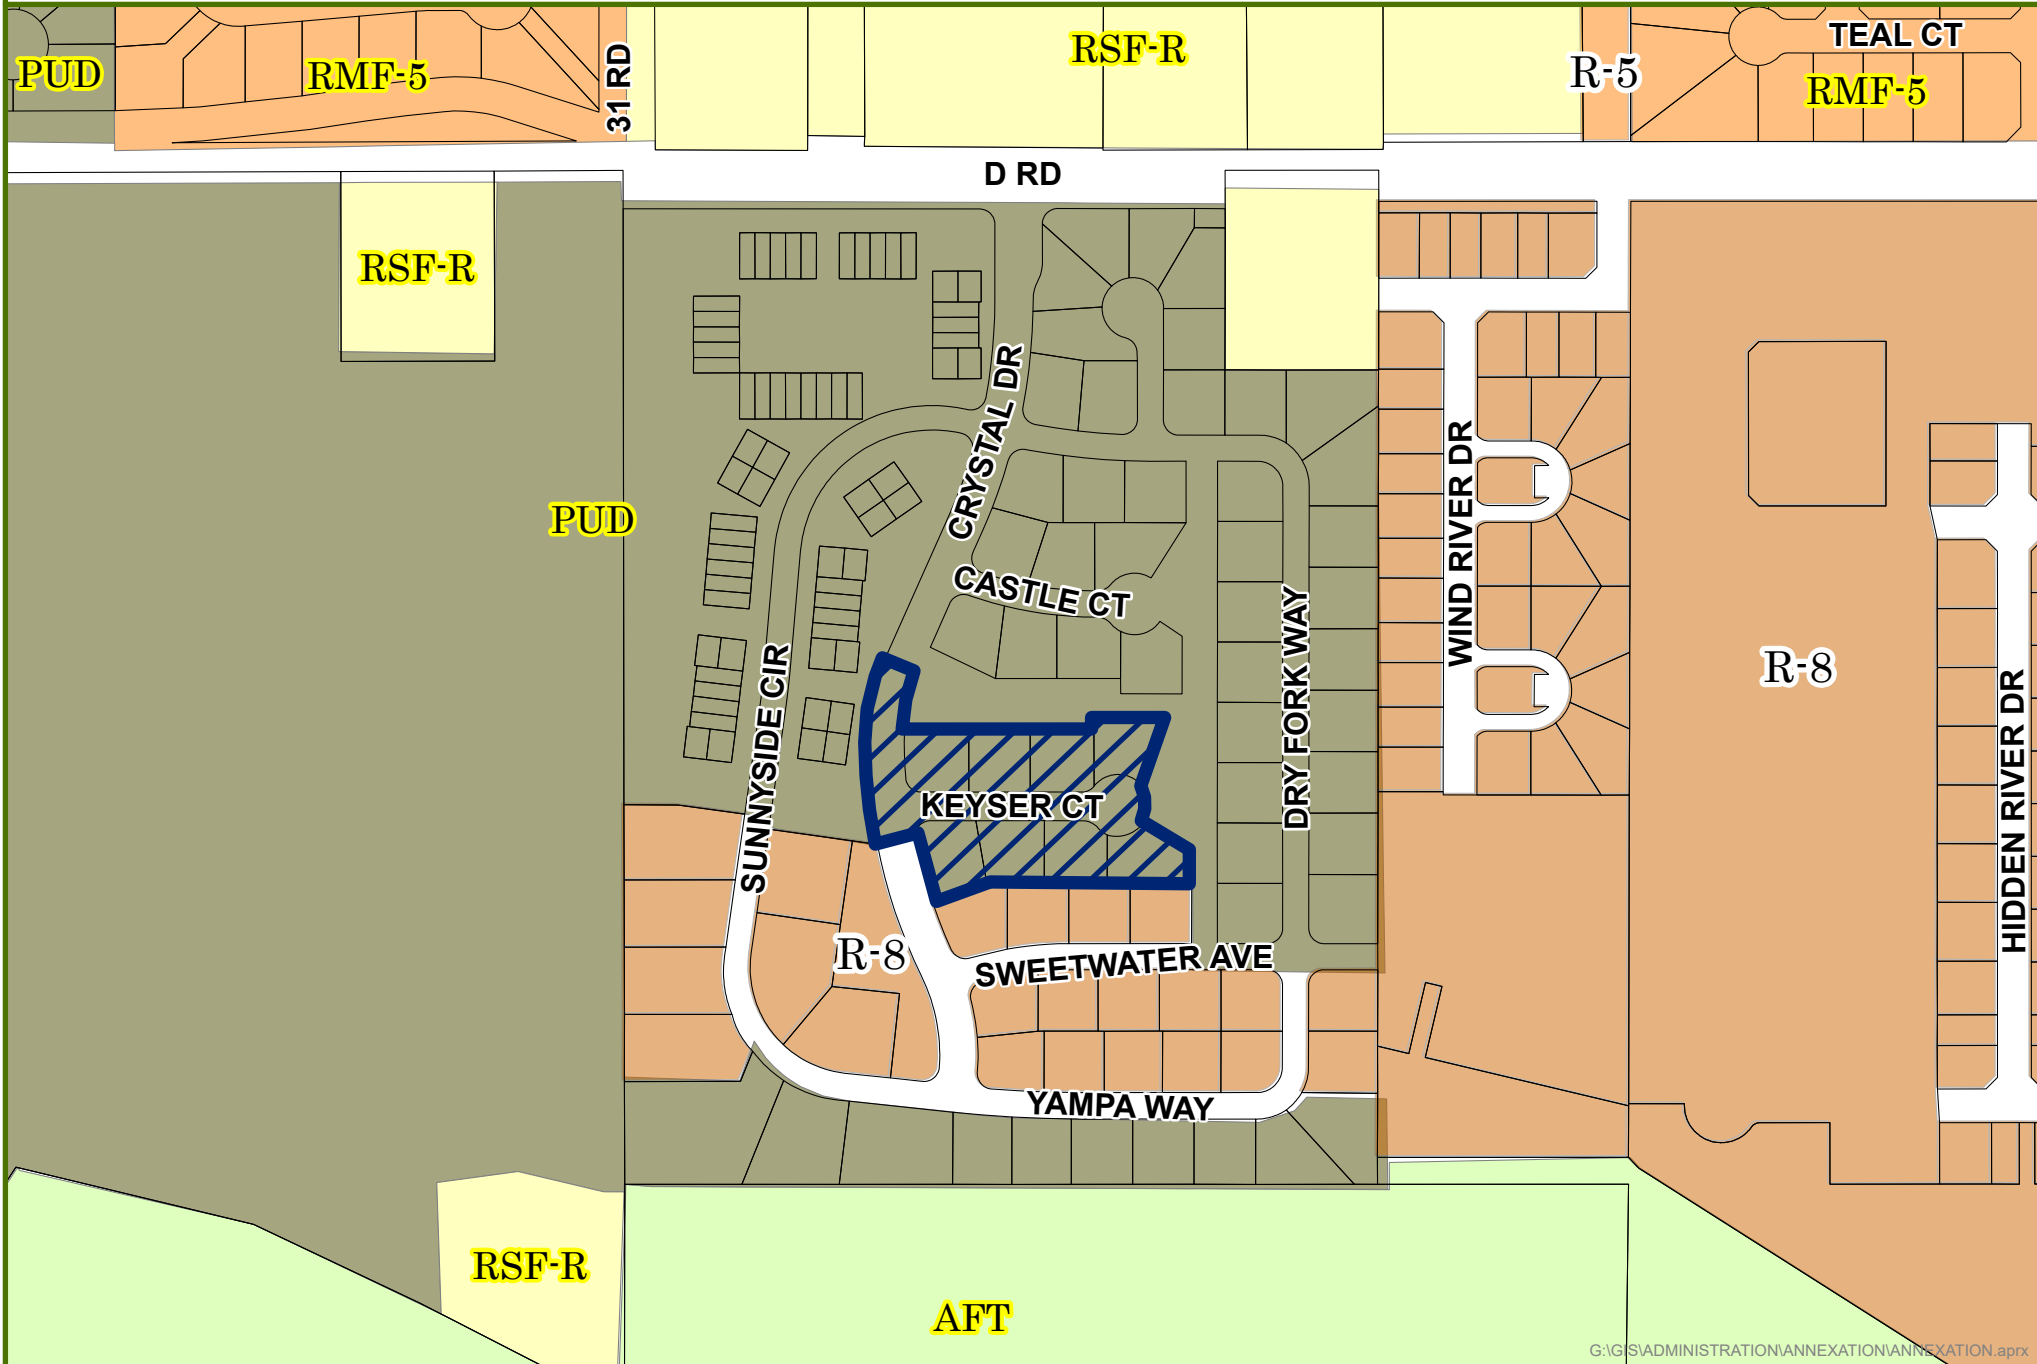 TEAL CT
RSF-R
R-5
PUD
RMF-5
31 RD
RMF-5
D RD
RSF-R
CRYSTAL DR
PUD
CASTLE CT
WIND RIVER DR
DRY FORK WAY
R-8
SUNNYSIDE CIR
HIDDEN RIVER DR
KEYSER CT
R-8
SWEETWATER AVE
YAMPA WAY
RSF-R
AFT
G:\GIS\ADMINISTRATION\ANNEXATION\ANNEXATION.aprx